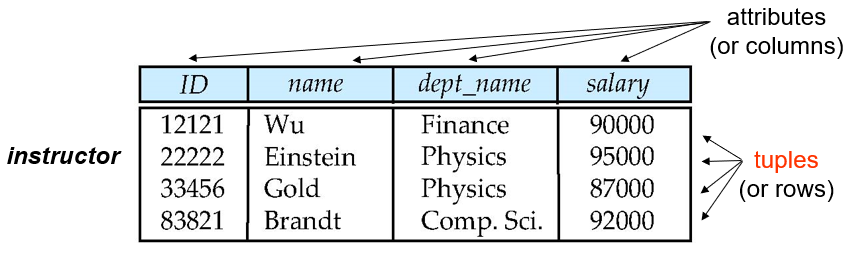 attributes
(or columns)
ID name dept_name salary
12121 Wu Finance 90000
instructor
22222 Einstein Physics 95000
tuples
33456 Gold Physics 87000
(or rows)
83821 Brandt Comp. Sci. 92000